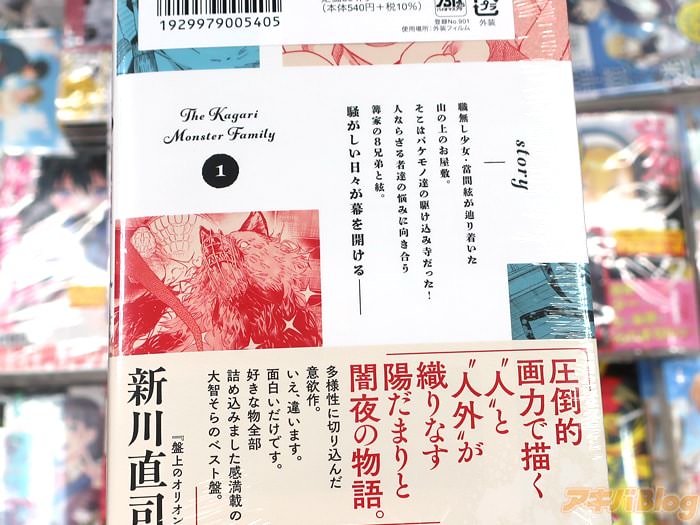 1929979005405
(本体540円+税10%)
登録No.901
使用場所:外装フィルム
外装
The Kagari
Monster Family
1
story
職無し少女・當間絃が辿り着いた
山の上のお屋敷。
そこはバケモノ達の駆け込み寺だった!
人ならざる者達の悩みに向き合う
篝家の8兄弟と絃。
騒がしい日々が幕を開ける――
圧倒的
画力で描く
"人"と
"人外"が
織りなす
陽だまりと
闇夜の物語。
多様性に切り込んだ
意欲作。
いえ、違います。
面白いだけです。
好きな物全部
詰め込みました感満載の
大智そらのベスト盤。
新川直司
『盤上のオリオン
アキバBlog